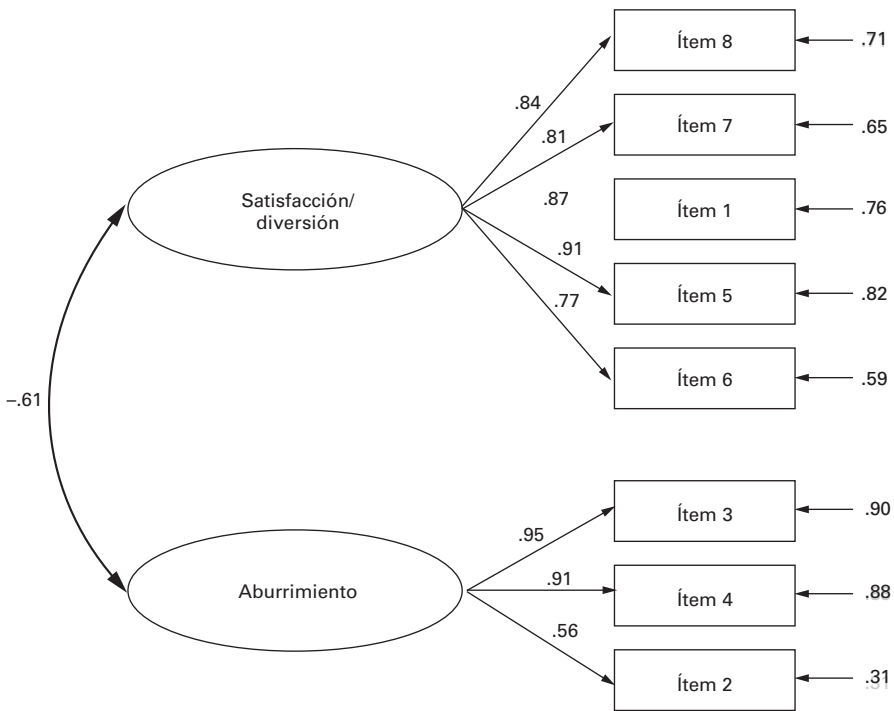 Ítem 8
.71
.84
Ítem 7
.65
.81
Satisfacción/
diversión
.87
Ítem 1
.76
.91
Ítem 5
.82
.77
Ítem 6
.59
–.61
Ítem 3
.90
.95
Aburrimiento
.91
Ítem 4
.88
.56
Ítem 2
.31